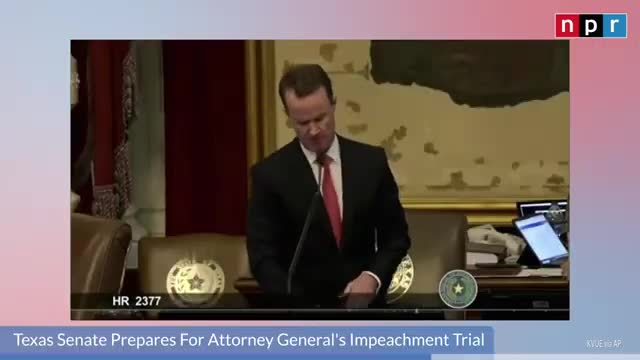 npr
HR 2377
Texas Senate Prepares For Attorney General's Impeachment Trial
KVUE via AP